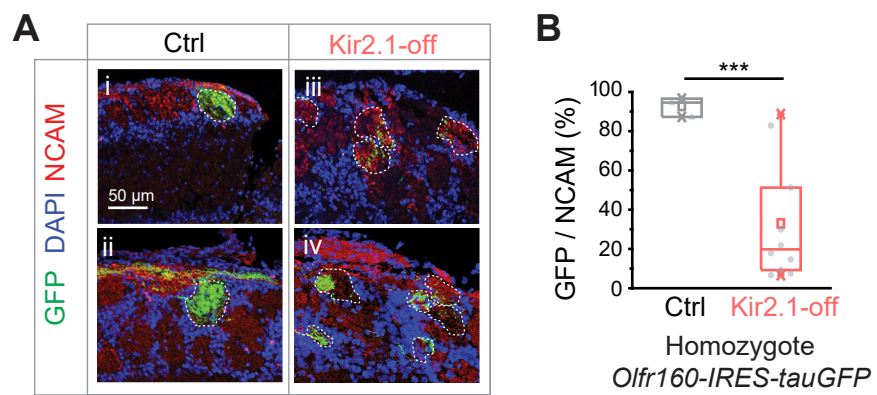 A
Ctrl
Kir2.1-off
GFP DAPI NCAM
i
iii
50 µm
ii
iv
B
***
GFP / NCAM (%)
100
80
60
40
20
0
Ctrl
Kir2.1-off
Homozygote
Olfr160-IRES-tauGFP